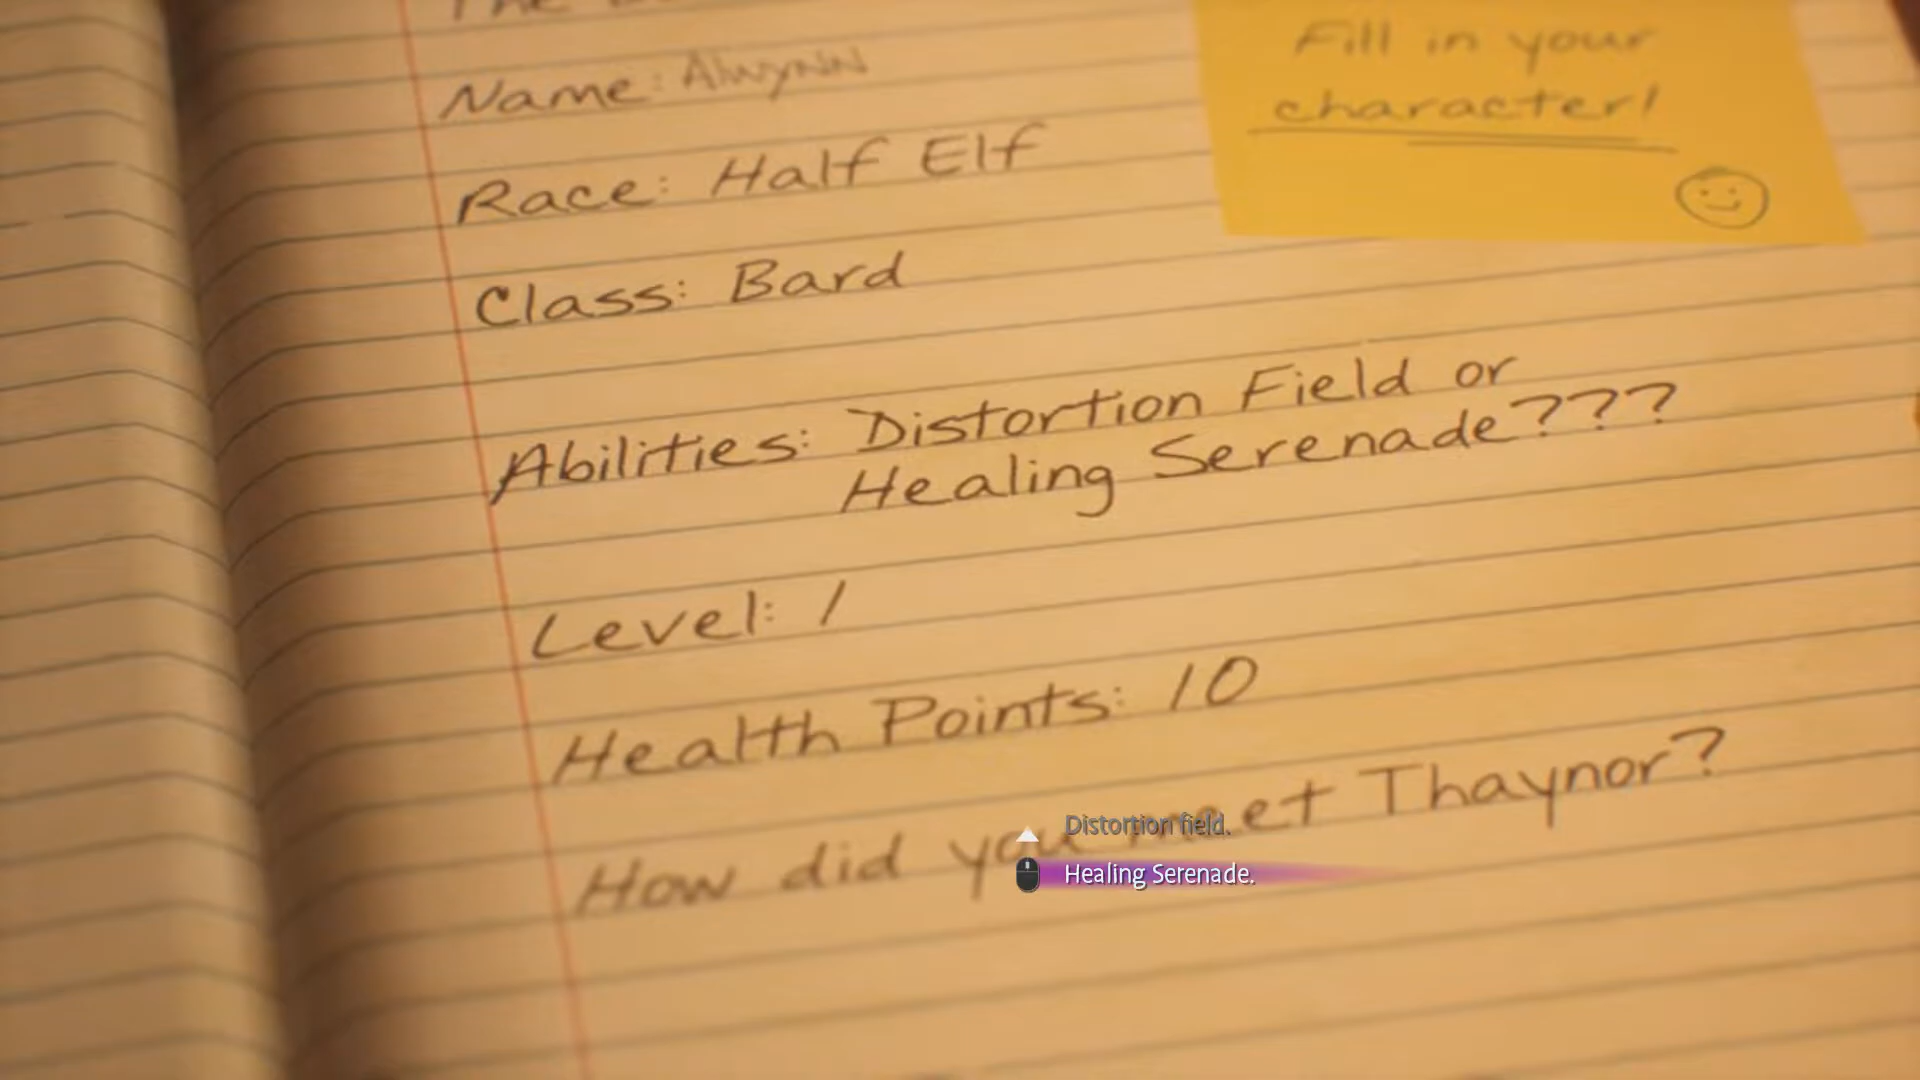 The
Name: Alwynn
Race: Half Elf
Class: Bard
Abilities: Distortion Field or
Healing Serenade???
Level: 1
Health Points: 10
How did you meet Thaynor?
Fill in your
character!
Distortion field.
Healing Serenade.